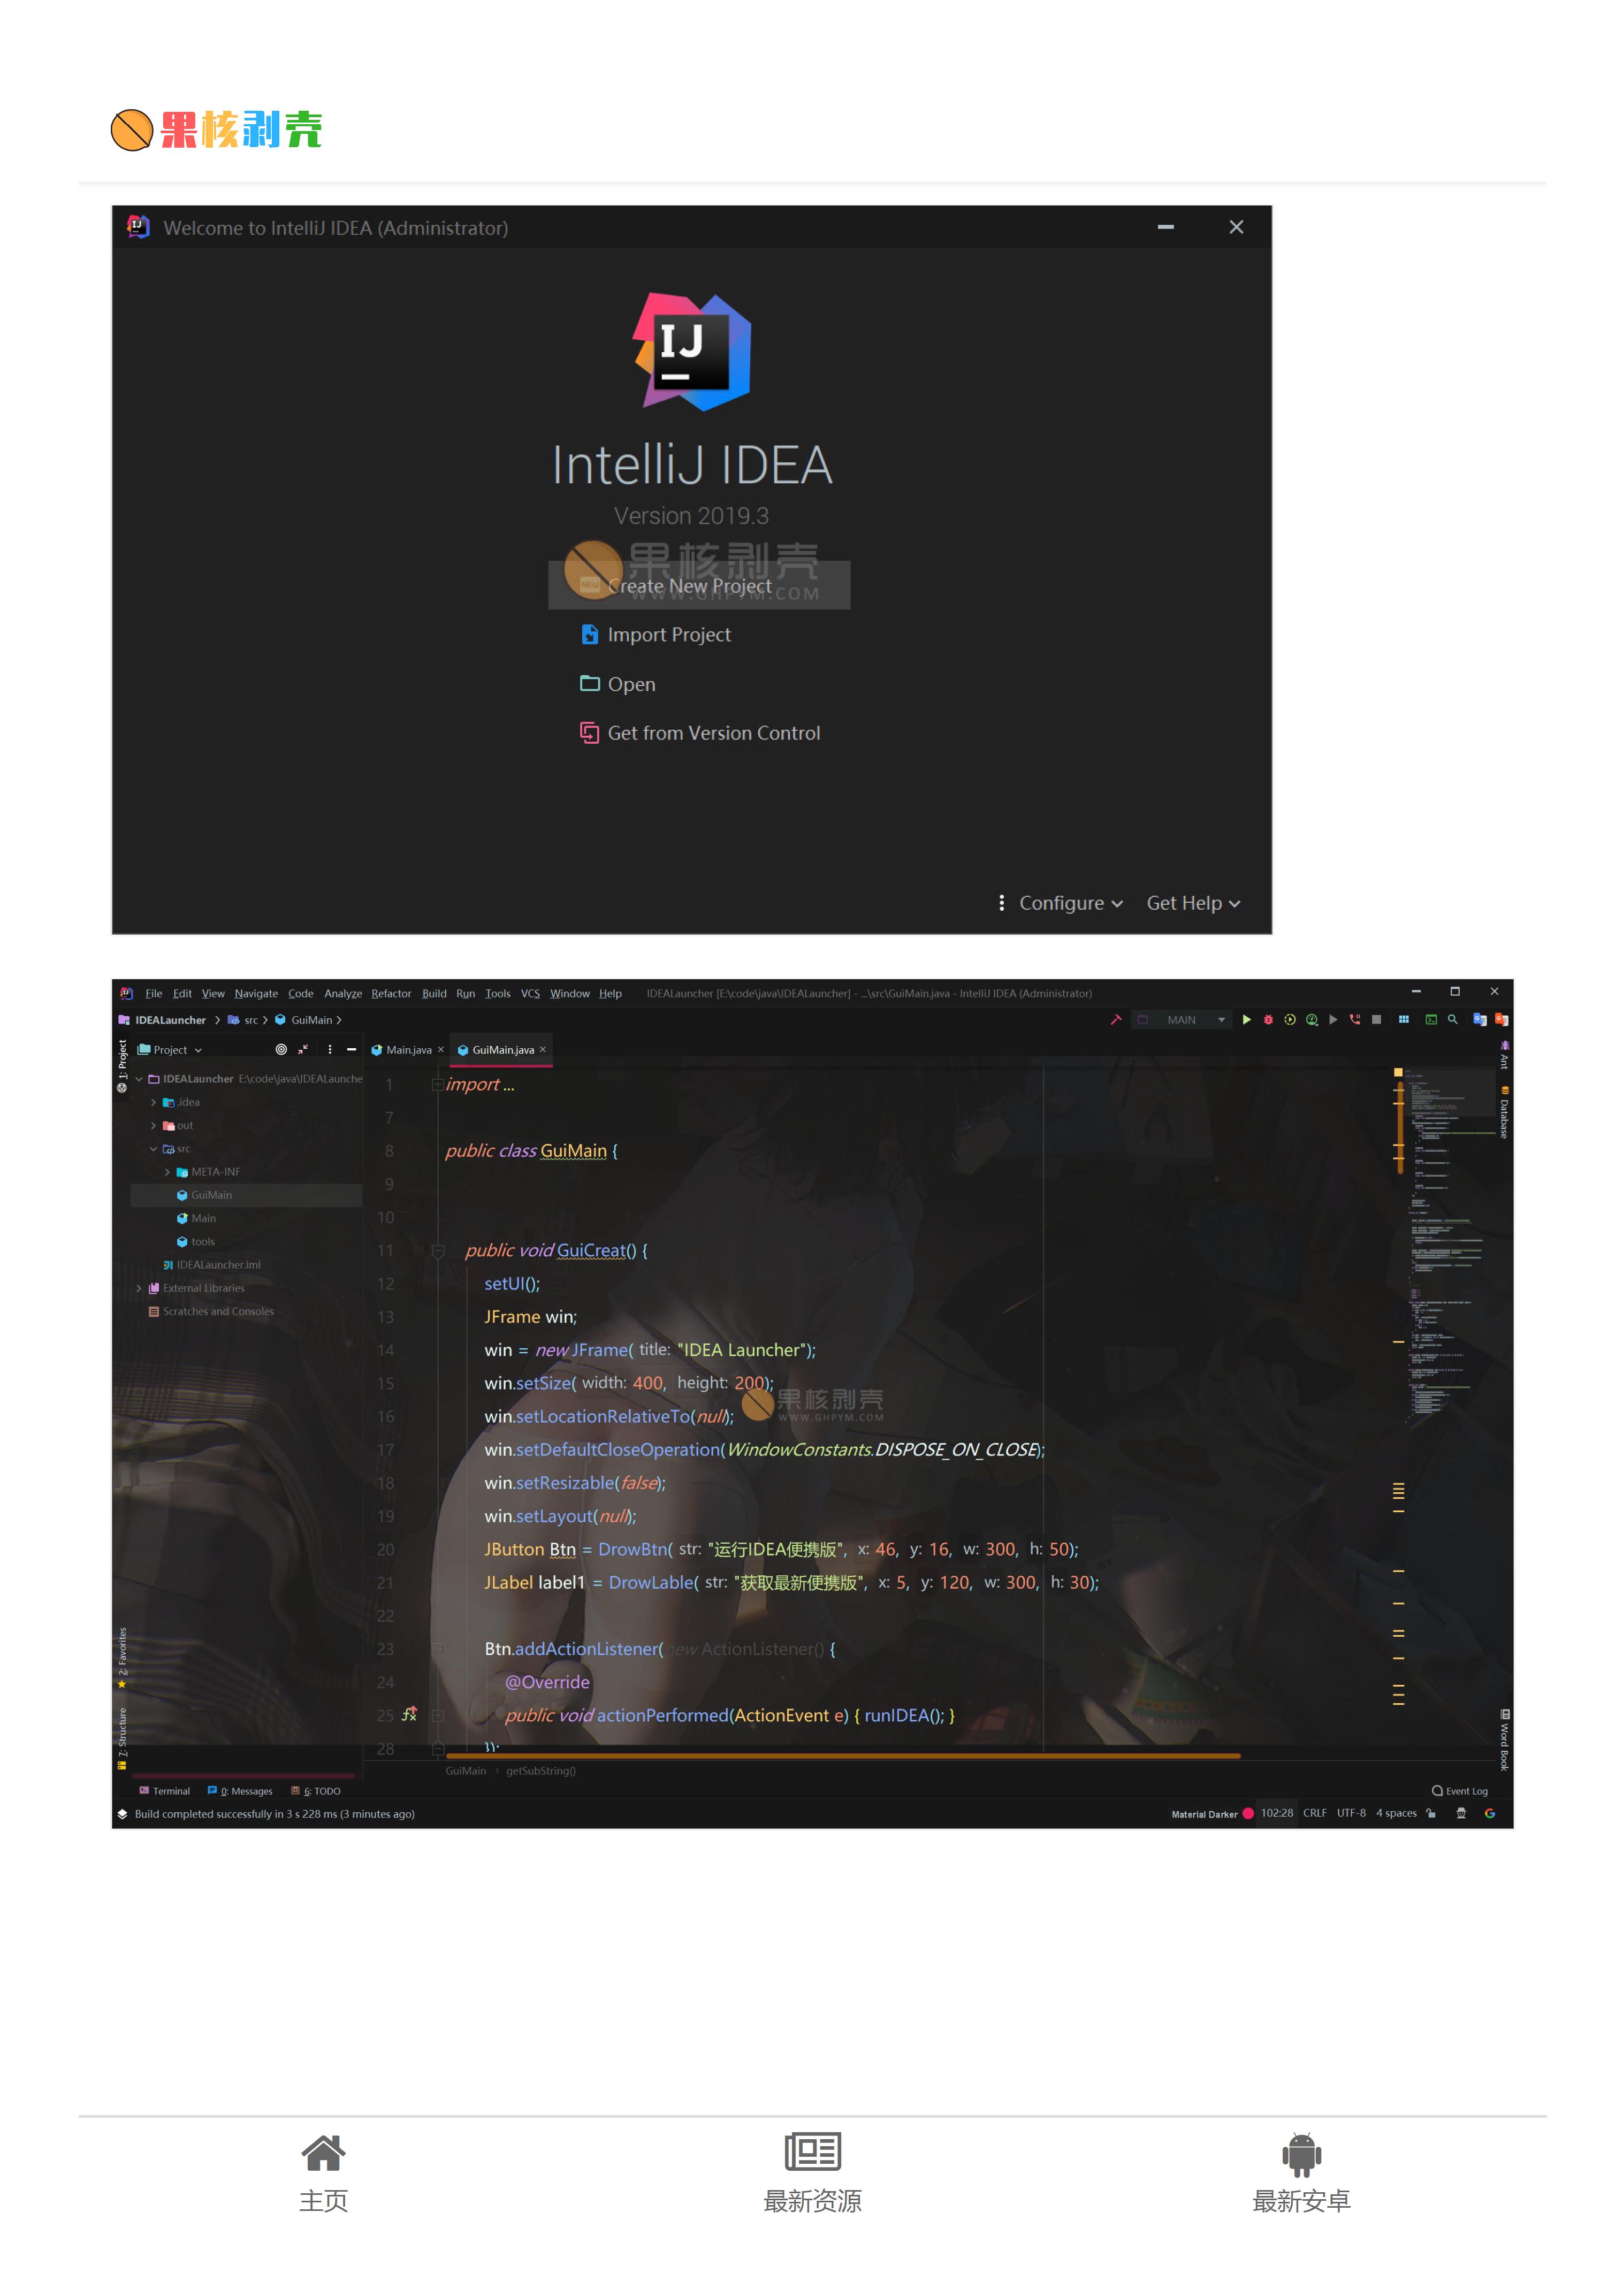 果核剥壳
Welcome to IntelliJ IDEA (Administrator)
IJ
IntelliJ IDEA
Version 2019.3
果核剥壳
WWW.GHPYM.COM
Create New Project
Import Project
Open
Get from Version Control
Configure
Get Help
File Edit View Navigate Code Analyze Refactor Build Run Tools VCS Window Help IDEALauncher [E:\code\java\IDEALauncher] - ...\src\GuiMain.java - IntelliJ IDEA (Administrator)
IDEALauncher src GuiMain MAIN
1: Project
Project Main.java GuiMain.java
Ant
Database
IDEALauncher E:\code\java\IDEALaunche
.idea
out
src
META-INF
GuiMain
Main
tools
IDEALauncher.iml
External Libraries
Scratches and Consoles
1 import ...
7
8 public class GuiMain {
9
10
11 public void GuiCreat() {
12 setUI();
13 JFrame win;
14 win = new JFrame( title: "IDEA Launcher");
15 win.setSize( width: 400, height: 200);
果核剥壳
WWW.GHPYM.COM
16 win.setLocationRelativeTo(null);
17 win.setDefaultCloseOperation(WindowConstants.DISPOSE_ON_CLOSE);
18 win.setResizable(false);
19 win.setLayout(null);
20 JButton Btn = DrowBtn( str: "运行IDEA便携版", x: 46, y: 16, w: 300, h: 50);
21 JLabel label1 = DrowLable( str: "获取最新便携版", x: 5, y: 120, w: 300, h: 30);
22
23 Btn.addActionListener(new ActionListener() {
24 @Override
25 public void actionPerformed(ActionEvent e) { runIDEA(); }
28 });
2: Favorites
7: Structure
Word Book
GuiMain getSubString()
Terminal 0: Messages 6: TODO Event Log
Build completed successfully in 3 s 228 ms (3 minutes ago) Material Darker 102:28 CRLF UTF-8 4 spaces
主页 最新资源 最新安卓